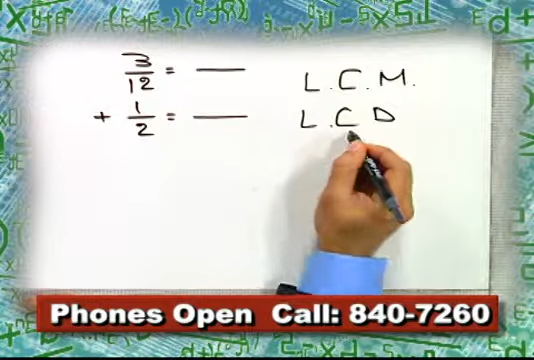 3/12 = ___ L.C.M.
+ 1/2 = ___ L.C D
Phones Open Call: 840-7260